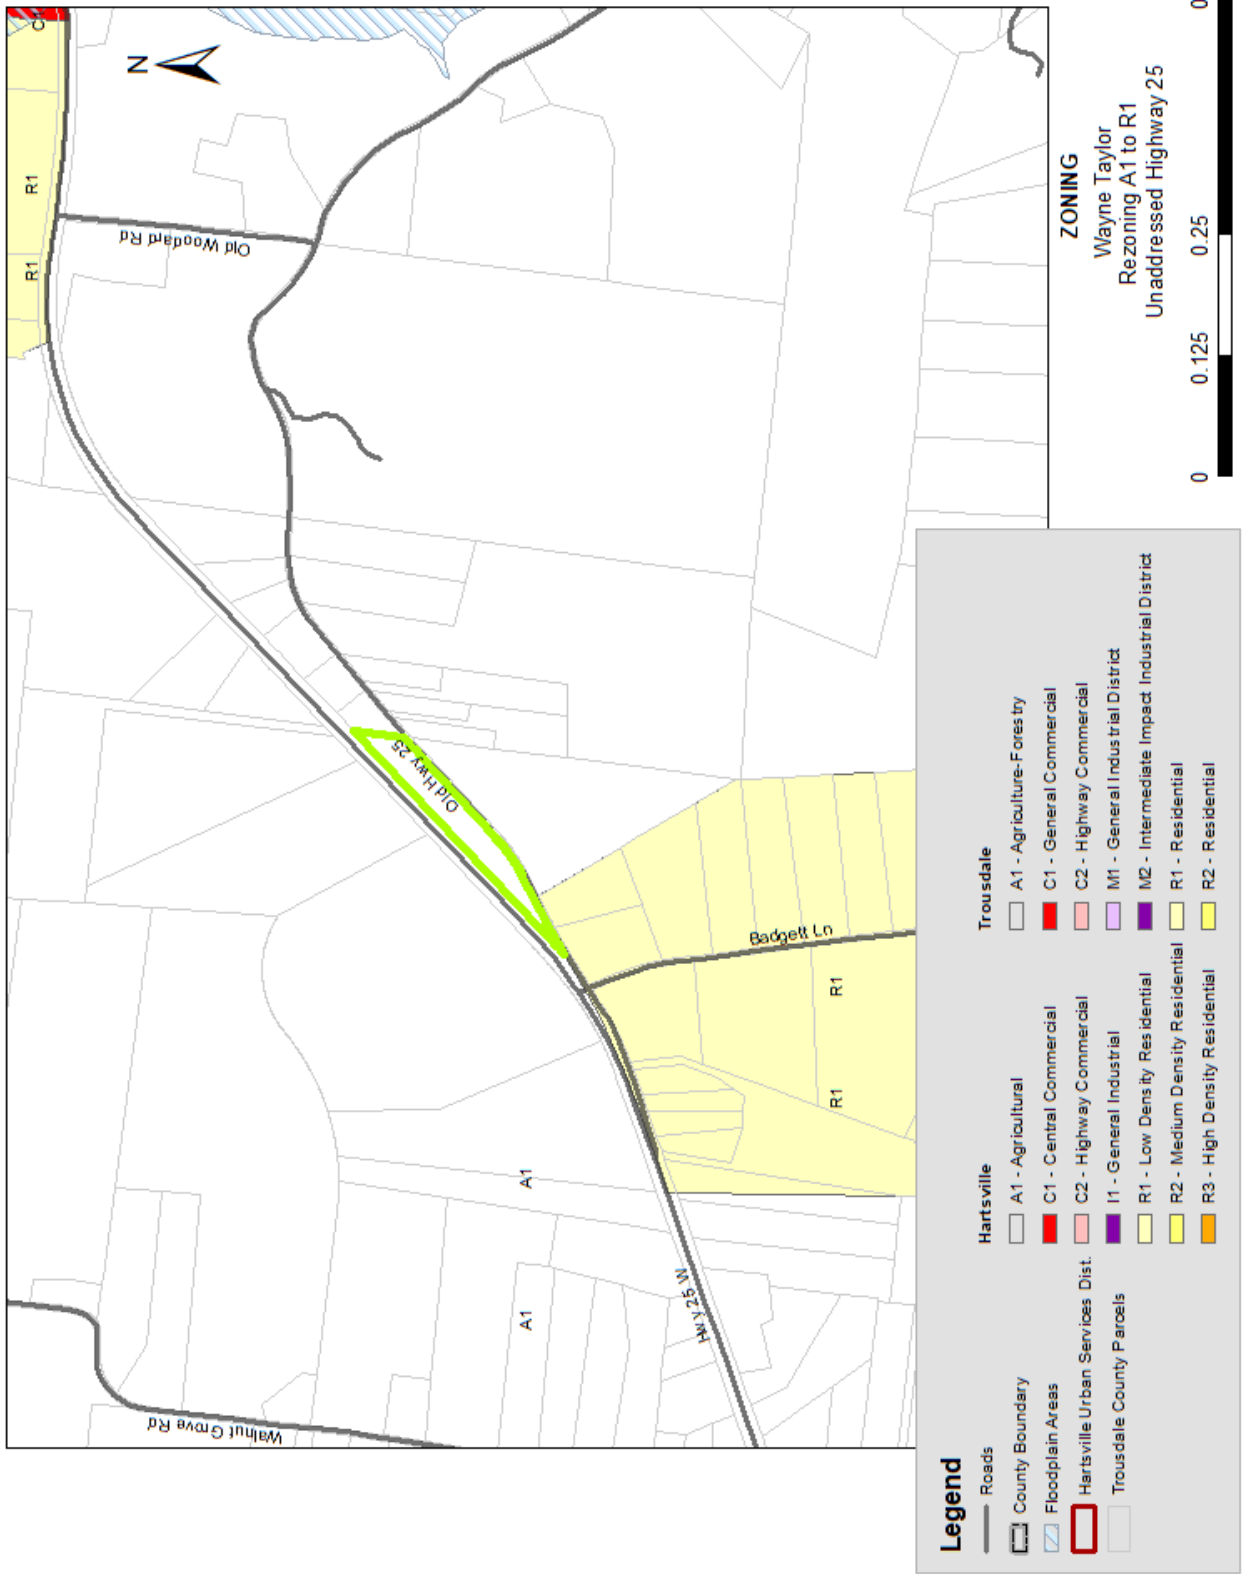 C1
N
R1
R1
Old Woodard Rd
Old Hwy 25
Badgett Ln
R1
R1
A1
A1
Hwy 25 W
Walnut Grove Rd
ZONING
Wayne Taylor
Rezoning A1 to R1
Unaddressed Highway 25
0 0.125 0.25 0
Legend
Roads
County Boundary
Floodplain Areas
Hartsville Urban Services Dist.
Trousdale County Parcels
Hartsville
A1 - Agricultural
C1 - Central Commercial
C2 - Highway Commercial
I1 - General Industrial
R1 - Low Density Residential
R2 - Medium Density Residential
R3 - High Density Residential
Trousdale
A1 - Agriculture-Forestry
C1 - General Commercial
C2 - Highway Commercial
M1 - General Industrial District
M2 - Intermediate Impact Industrial District
R1 - Residential
R2 - Residential